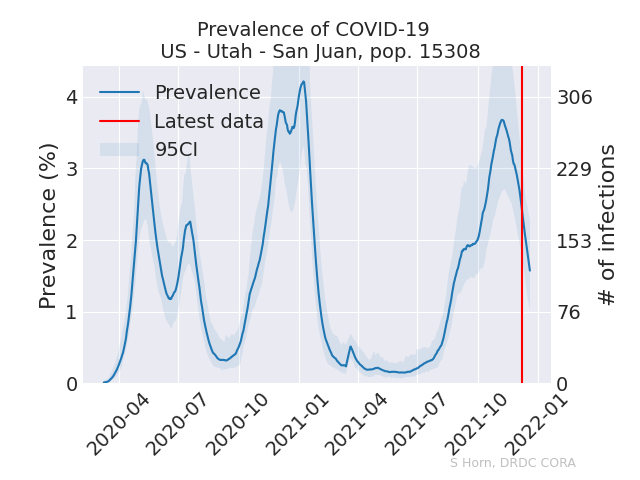 Prevalence of COVID-19
US - Utah - San Juan, pop. 15308
Prevalence
Latest data
95CI
Prevalence (%)
4
3
2
1
0
306
229
153
76
0
# of infections
2020-04
2020-07
2020-10
2021-01
2021-04
2021-07
2021-10
2022-01
S Horn, DRDC CORA